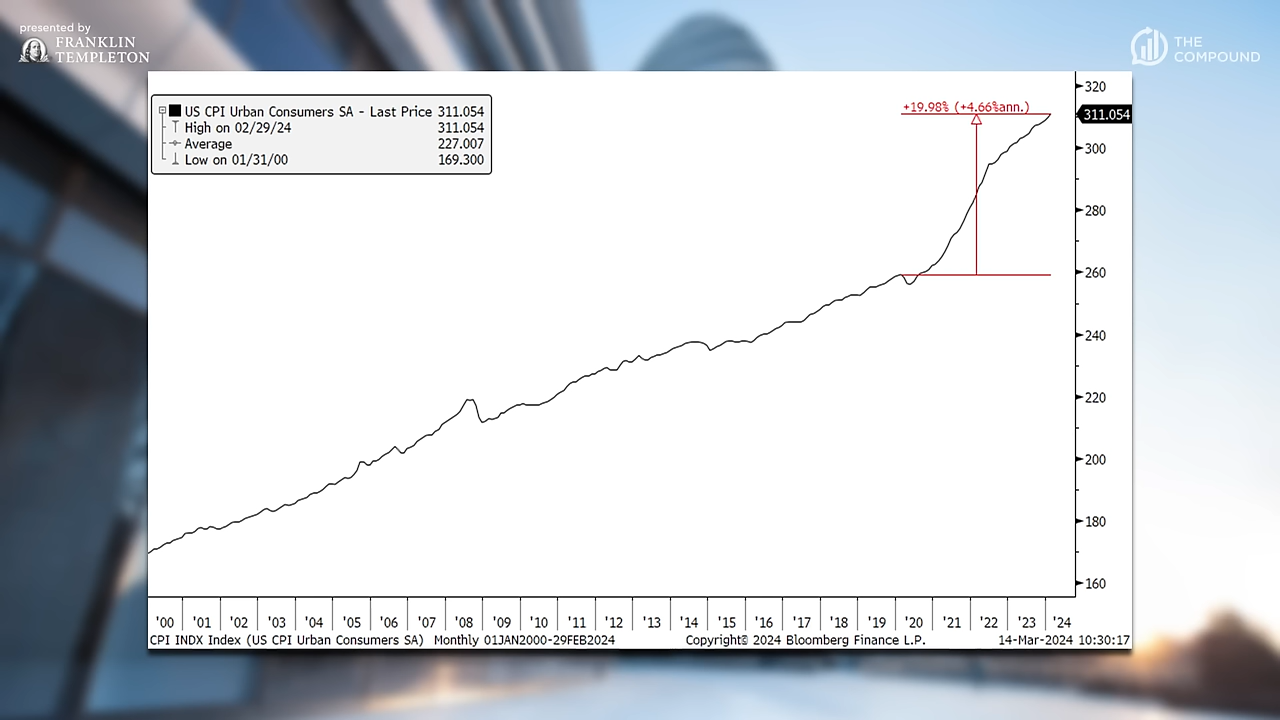 presented by
FRANKLIN
TEMPLETON
THE
COMPOUND
US CPI Urban Consumers SA - Last Price 311.054
High on 02/29/24 311.054
Average 227.007
Low on 01/31/00 169.300
+19.98% (+4.66%ann.)
320
311.054
300
280
260
240
220
200
180
160
'00 '01 '02 '03 '04 '05 '06 '07 '08 '09 '10 '11 '12 '13 '14 '15 '16 '17 '18 '19 '20 '21 '22 '23 '24
CPI INDX Index (US CPI Urban Consumers SA) Monthly 01JAN2000-29FEB2024 Copyright© 2024 Bloomberg Finance L.P. 14-Mar-2024 10:30:17